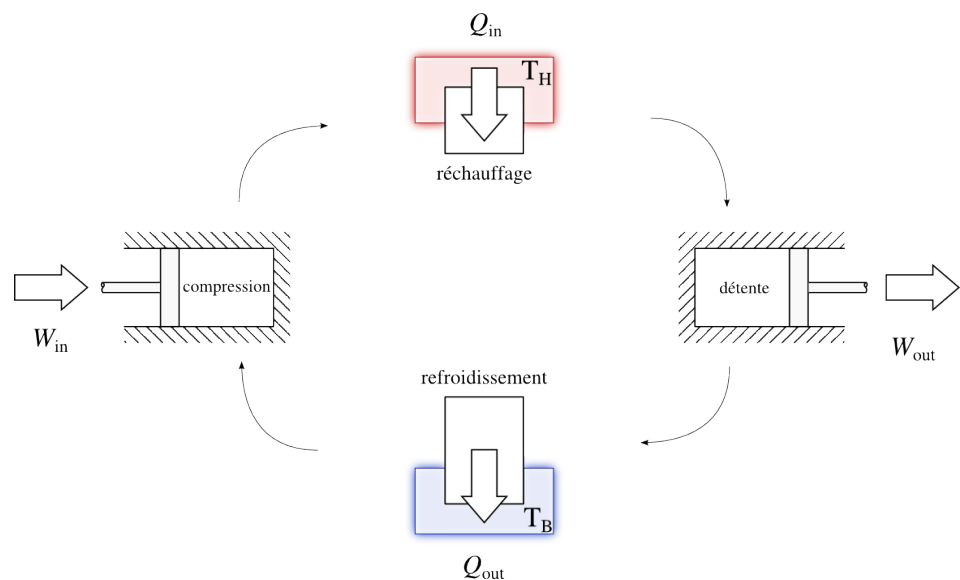 Q_in
T_H
réchauffage
compression
détente
W_in
W_out
refroidissement
T_B
Q_out